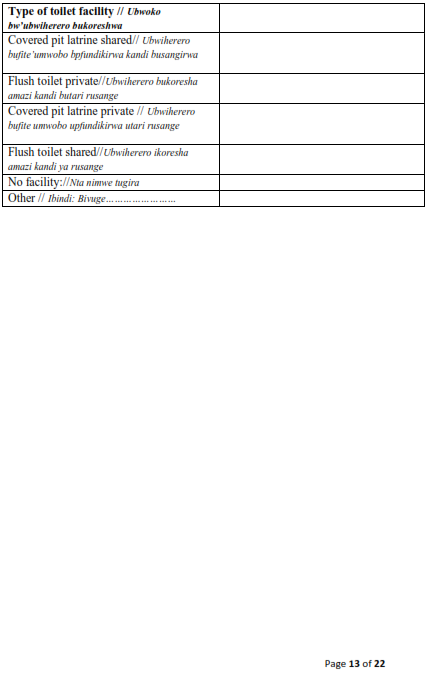 Type of toilet facility // Ubwoko
bw'ubwiherero bukoreshwa
Covered pit latrine shared// Ubwiherero
bufite'umwobo bpfundikirwa kandi busangirwa
Flush toilet private//Ubwiherero bukoresha
amazi kandi butari rusange
Covered pit latrine private // Ubwiherero
bufite umwobo upfundikirwa utari rusange
Flush toilet shared//Ubwiherero ikoresha
amazi kandi ya rusange
No facility://Nta nimwe tugira
Other // Ibindi: Bivuge……………………
Page 13 of 22